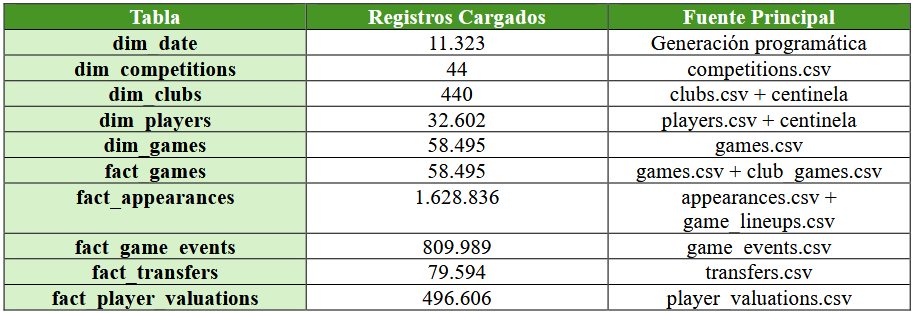 Tabla Registros Cargados Fuente Principal
dim_date 11.323 Generación programática
dim_competitions 44 competitions.csv
dim_clubs 440 clubs.csv + centinela
dim_players 32.602 players.csv + centinela
dim_games 58.495 games.csv
fact_games 58.495 games.csv + club_games.csv
fact_appearances 1.628.836 appearances.csv +
game_lineups.csv
fact_game_events 809.989 game_events.csv
fact_transfers 79.594 transfers.csv
fact_player_valuations 496.606 player_valuations.csv